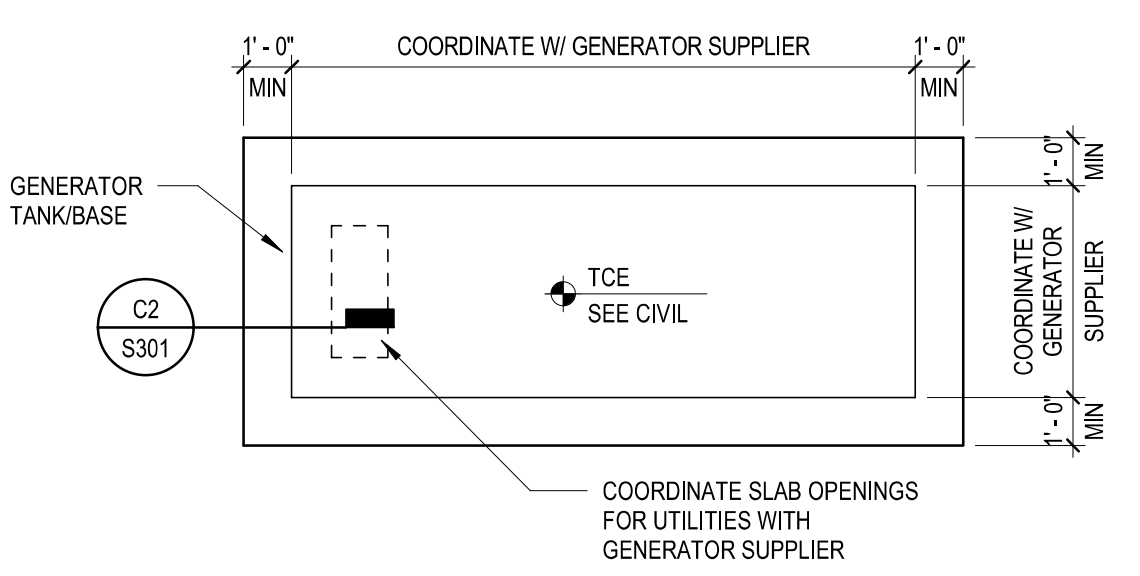 1' - 0"
COORDINATE W/ GENERATOR SUPPLIER
1' - 0"
MIN
MIN
GENERATOR
TANK/BASE
1' - 0"
MIN
TCE
SEE CIVIL
COORDINATE W/
GENERATOR
SUPPLIER
C2
S301
1' - 0"
MIN
COORDINATE SLAB OPENINGS
FOR UTILITIES WITH
GENERATOR SUPPLIER